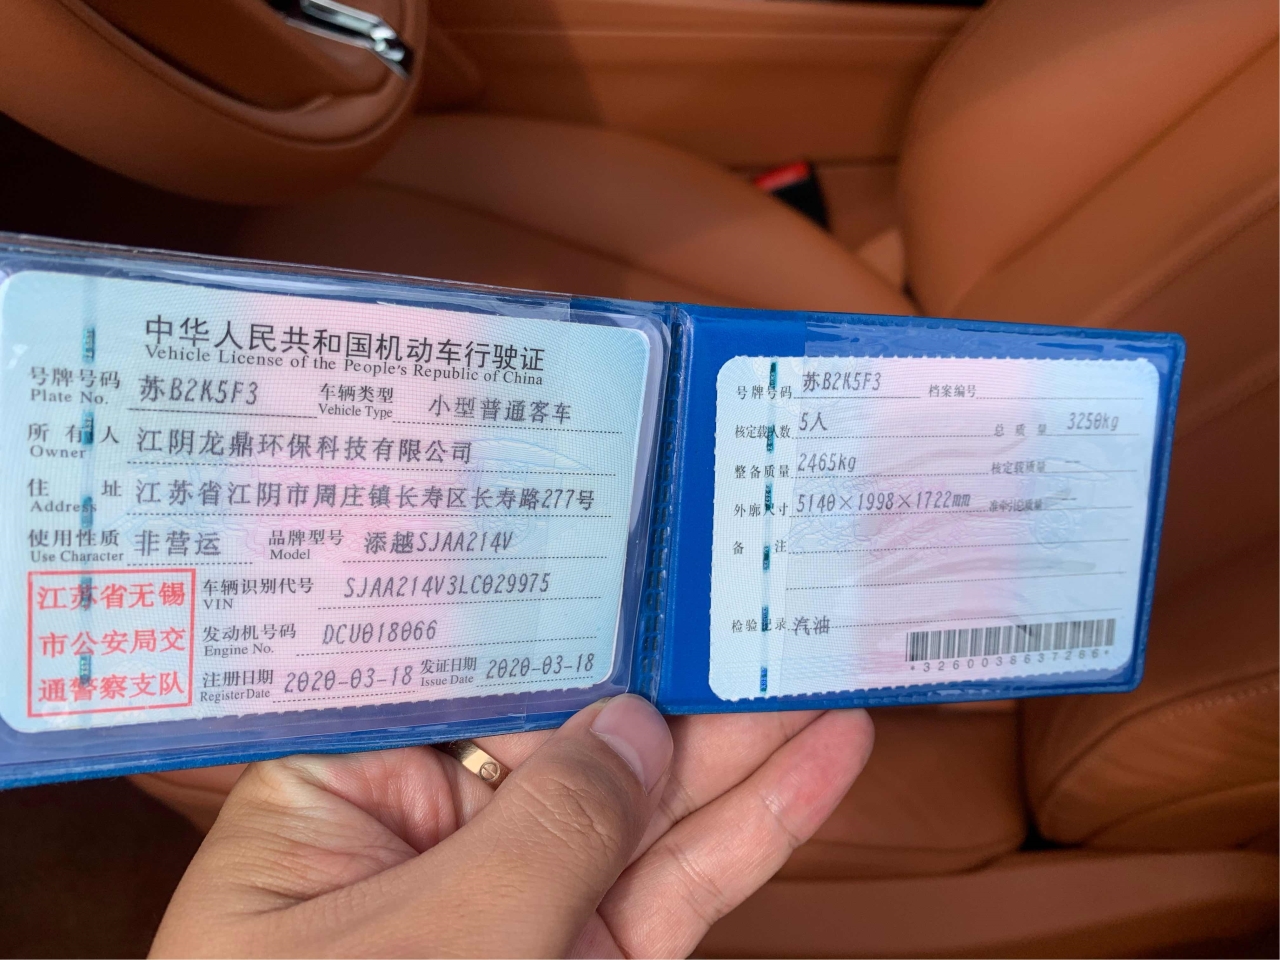 中华人民共和国机动车行驶证
Vehicle License of the People's Republic of China
号牌号码 苏B2K5F3 车辆类型 小型普通客车
Plate No. Vehicle Type
所有人 江阴龙鼎环保科技有限公司
Owner
住址 江苏省江阴市周庄镇长寿区长寿路277号
Address
使用性质 非营运 品牌型号 添越SJAA214V
Use Character Model
江苏省无锡
市公安局交
通警察支队
车辆识别代号 SJAA214V3LC029975
VIN
发动机号码 DCU018066
Engine No.
注册日期 2020-03-18 发证日期 2020-03-18
Register Date Issue Date
号牌号码 苏B2K5F3 档案编号
核定载人数 5人 总质量 3250kg
整备质量 2465kg 核定载质量 --
外廓尺寸 5140×1998×1722mm 准牵引总质量 --
备注
检验记录 汽油
*3260038637286*